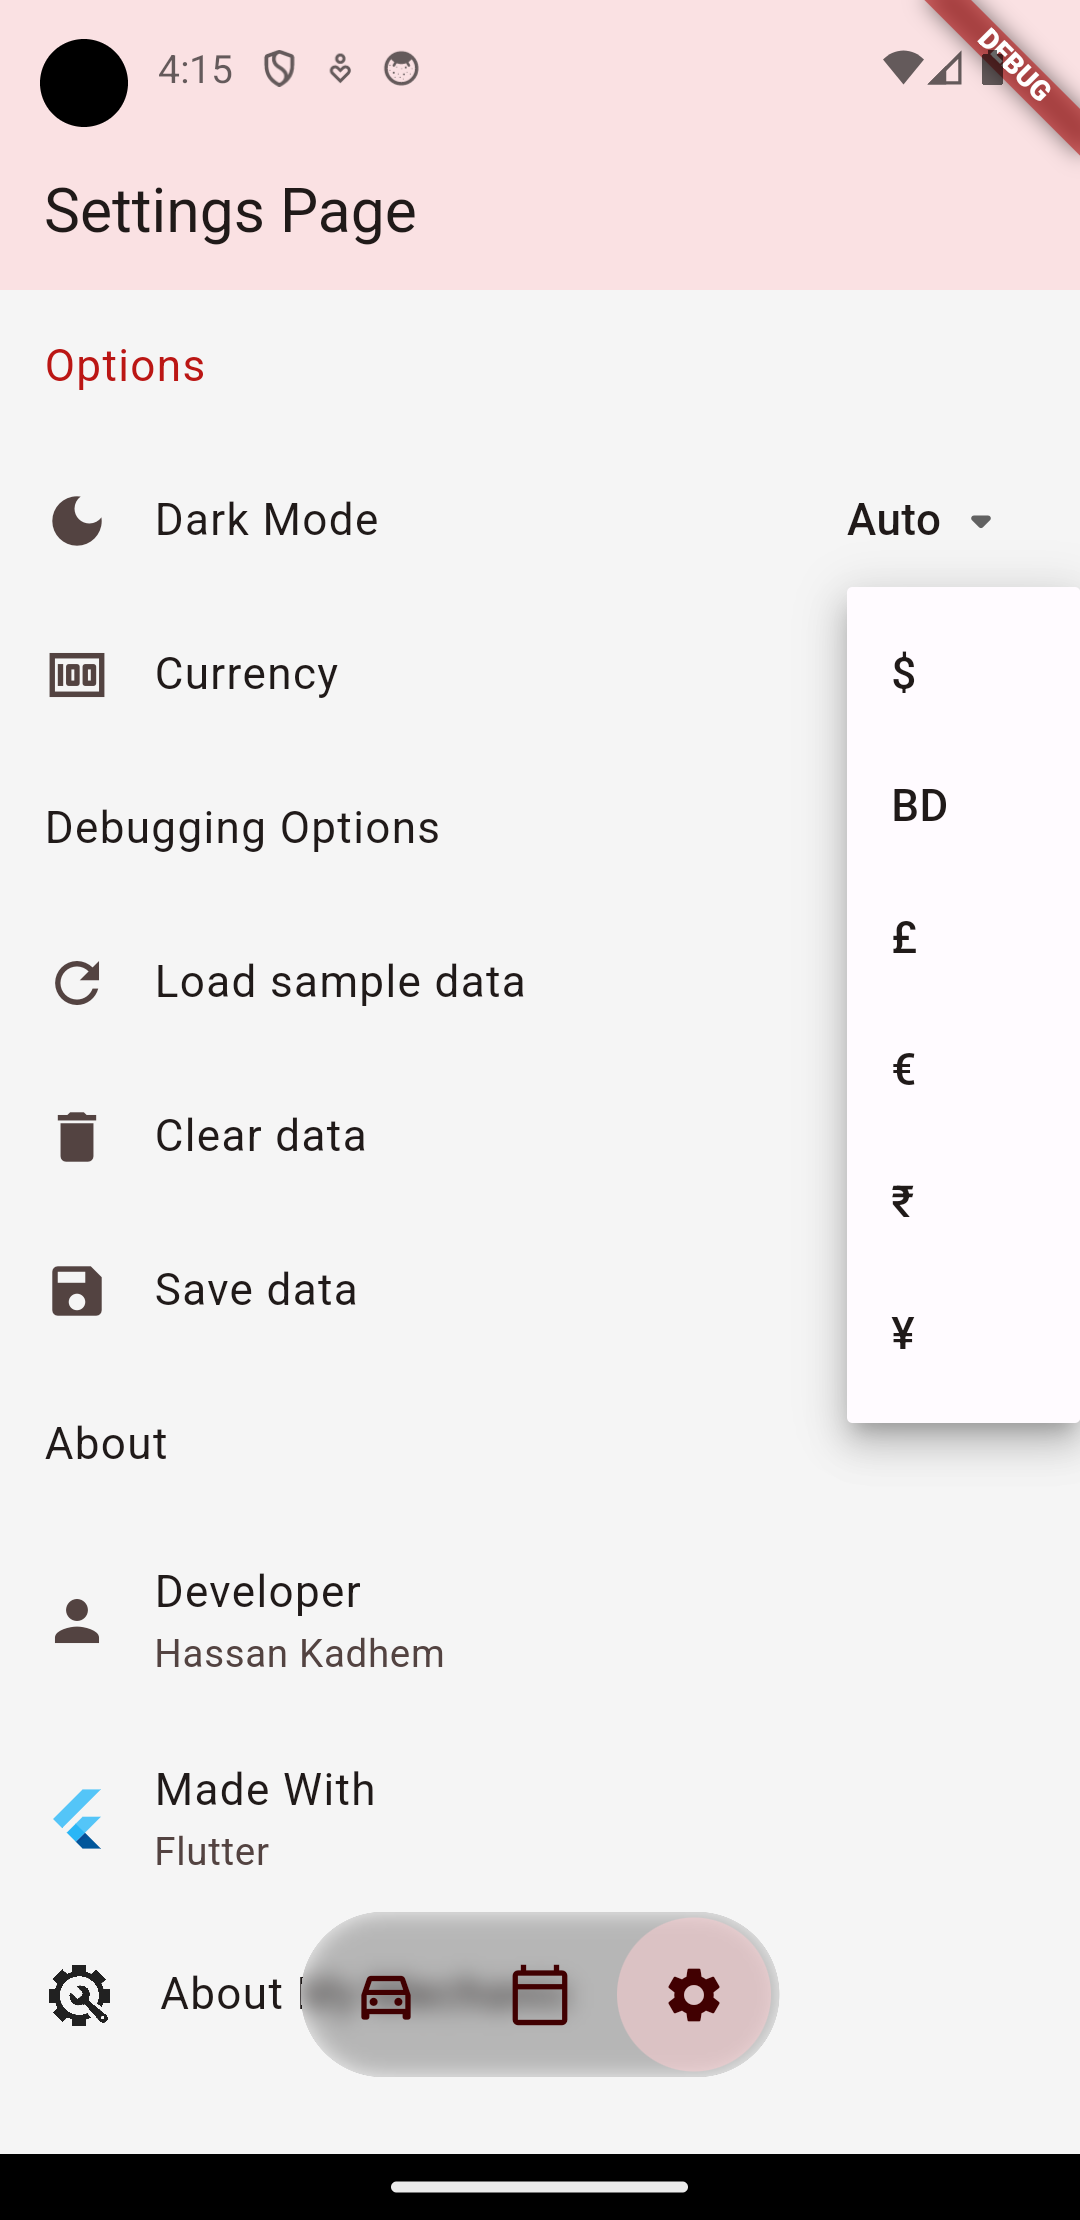 4:15
DEBUG
Settings Page
Options
Dark Mode
Auto
$
Currency
BD
Debugging Options
£
Load sample data
€
Clear data
₹
Save data
¥
About
Developer
Hassan Kadhem
Made With
Flutter
About